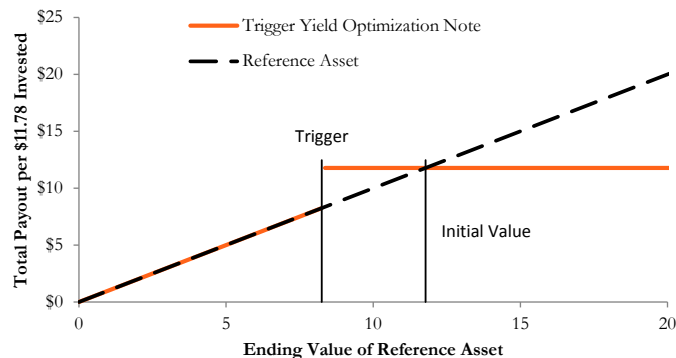 $25
$20
$15
$10
$5
$0
Total Payout per $11.78 Invested
Trigger Yield Optimization Note
Reference Asset
Trigger
Initial Value
0 5 10 15 20
Ending Value of Reference Asset